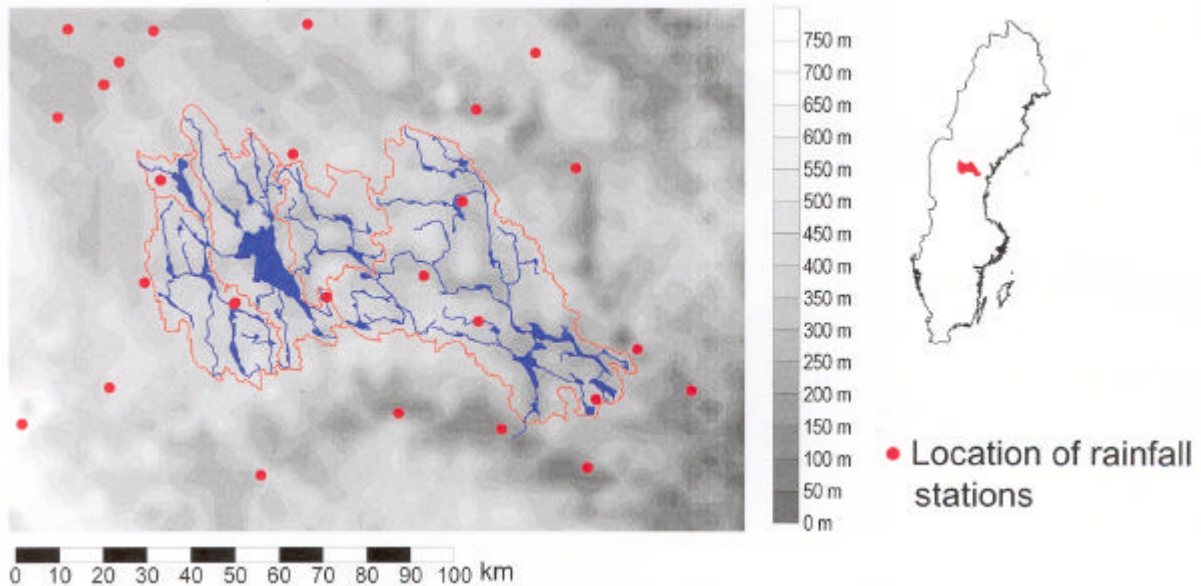 750 m
700 m
650 m
600 m
550 m
500 m
450 m
400 m
350 m
300 m
250 m
200 m
150 m
100 m
50 m
0 m
Location of rainfall
stations
0 10 20 30 40 50 60 70 80 90 100 km